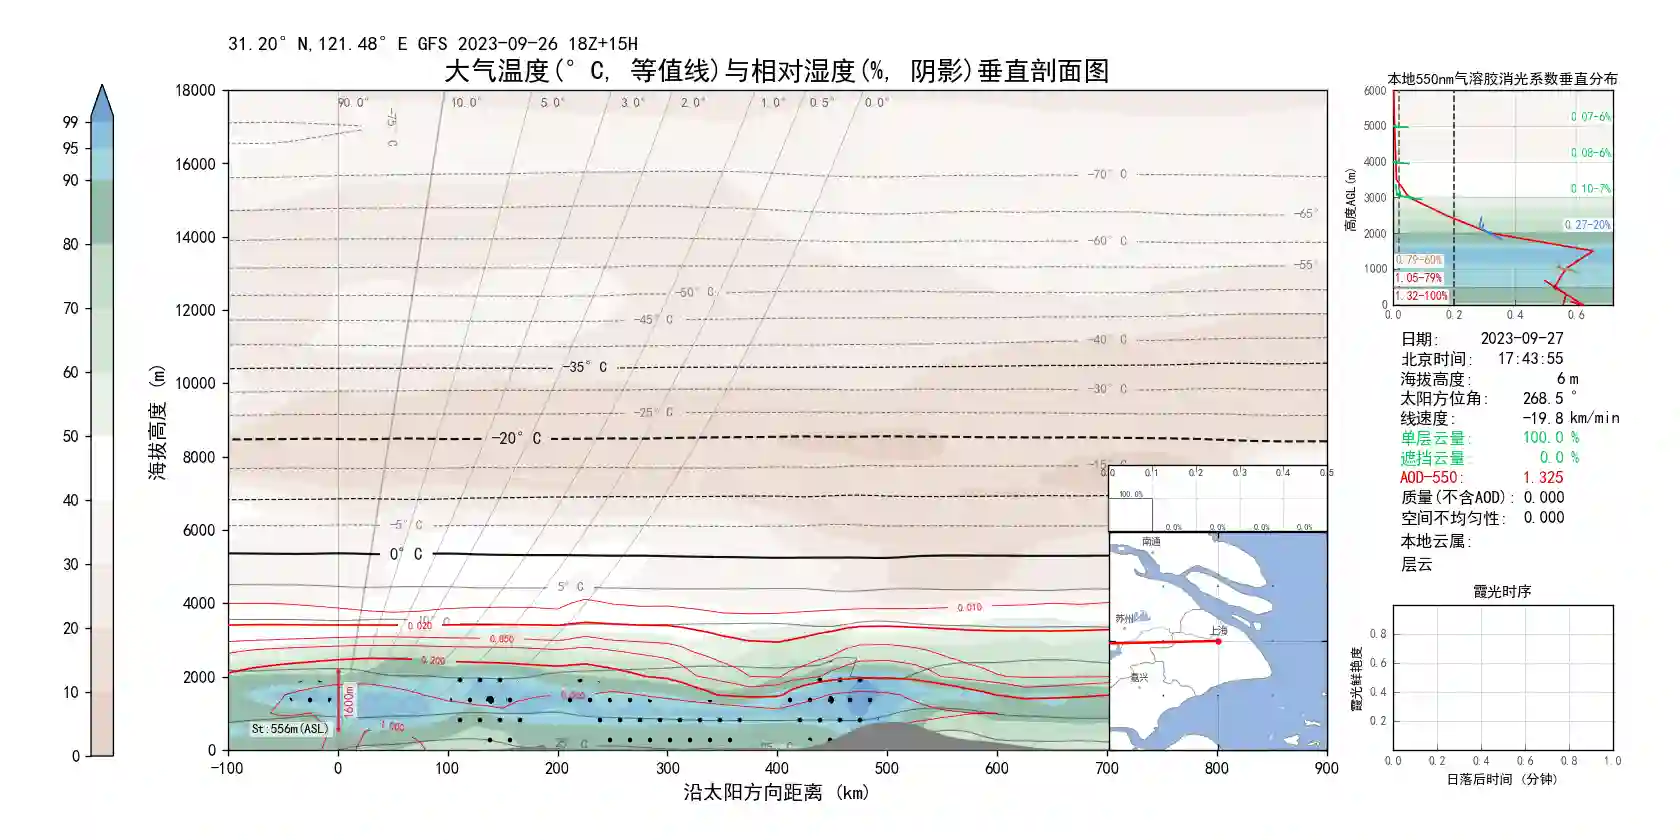 31.20° N,121.48° E GFS 2023-09-26 18Z+15H
大气温度(° C, 等值线)与相对湿度(%, 阴影)垂直剖面图
99
95
90
80
70
60
50
40
30
20
10
0
海拔高度 (m)
18000
16000
14000
12000
10000
8000
6000
4000
2000
0
90.0° 10.0° 5.0° 3.0° 2.0° 1.0° 0.5° 0.0°
-75° C
-70° C
-65°
-60° C
-55°
-50° C
-45° C
-40° C
-35° C
-30° C
-25° C
-20° C
-15° C
-5° C
0° C
5° C
10° C
0.010
0.020
0.050
0.200
1.000
1600m
St:556m(ASL)
-100 0 100 200 300 400 500 600 700 800 900
沿太阳方向距离 (km)
0.0 0.1 0.2 0.3 0.4 0.5
100.0%
0.0% 0.0% 0.0% 0.0%
南通
苏州
上海
嘉兴
本地550nm气溶胶消光系数垂直分布
高度AGL(m)
6000
5000
4000
3000
2000
1000
0
0.07-6%
0.08-6%
0.10-7%
0.27-20%
0.79-60%
1.05-79%
1.32-100%
0.0 0.2 0.4 0.6
日期: 2023-09-27
北京时间: 17:43:55
海拔高度: 6 m
太阳方位角: 268.5 °
线速度: -19.8 km/min
单层云量: 100.0 %
遮挡云量: 0.0 %
AOD-550: 1.325
质量(不含AOD): 0.000
空间不均匀性: 0.000
本地云属:
层云
霞光时序
霞光鲜艳度
0.8
0.6
0.4
0.2
0.0 0.2 0.4 0.6 0.8 1.0
日落后时间 (分钟)